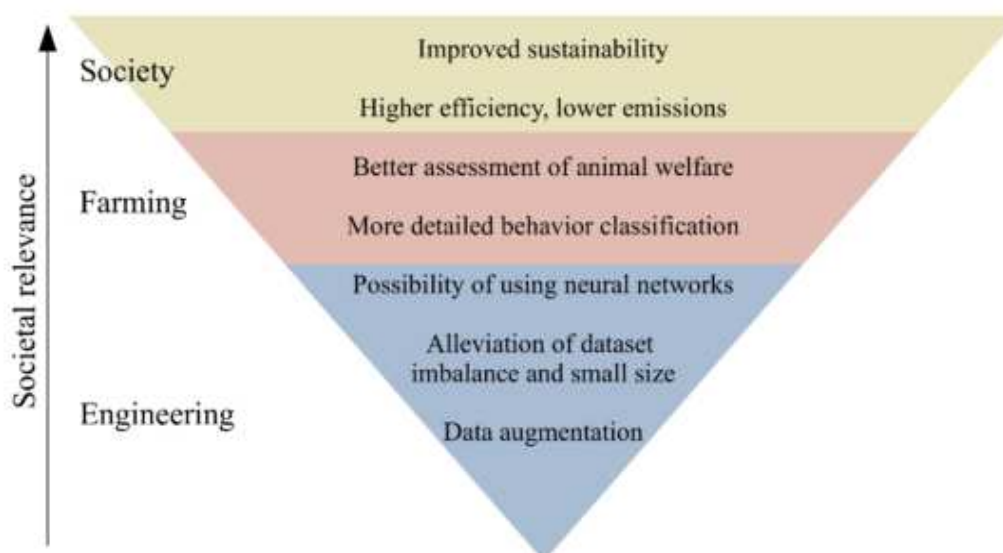 Improved sustainability
Society
Higher efficiency, lower emissions
Better assessment of animal welfare
Farming
More detailed behavior classification
Possibility of using neural networks
Alleviation of dataset
imbalance and small size
Engineering
Data augmentation
Societal relevance